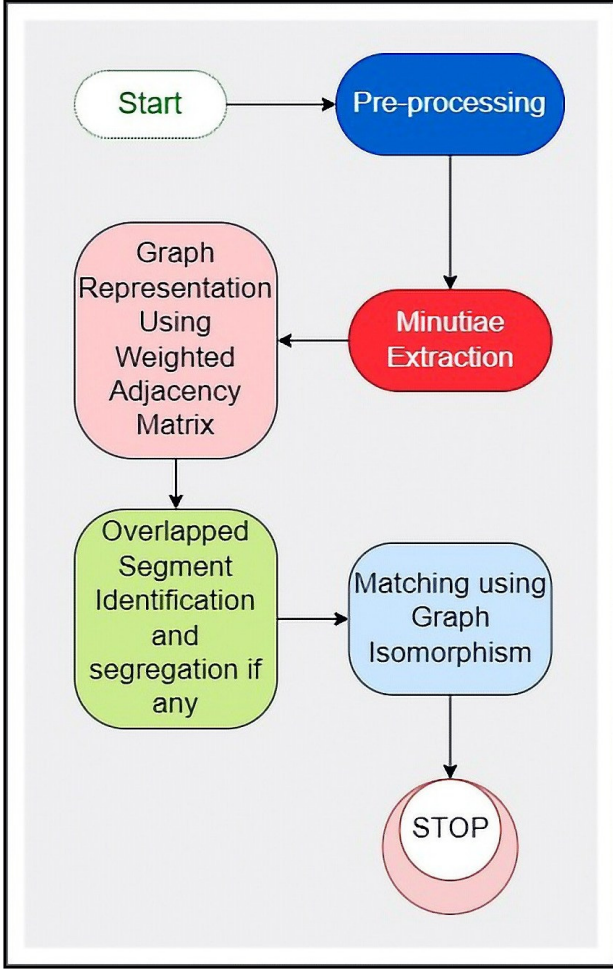 Start
Pre-processing
Minutiae
Extraction
Graph
Representation
Using
Weighted
Adjacency
Matrix
Overlapped
Segment
Identification
and
segregation if
any
Matching using
Graph
Isomorphism
STOP